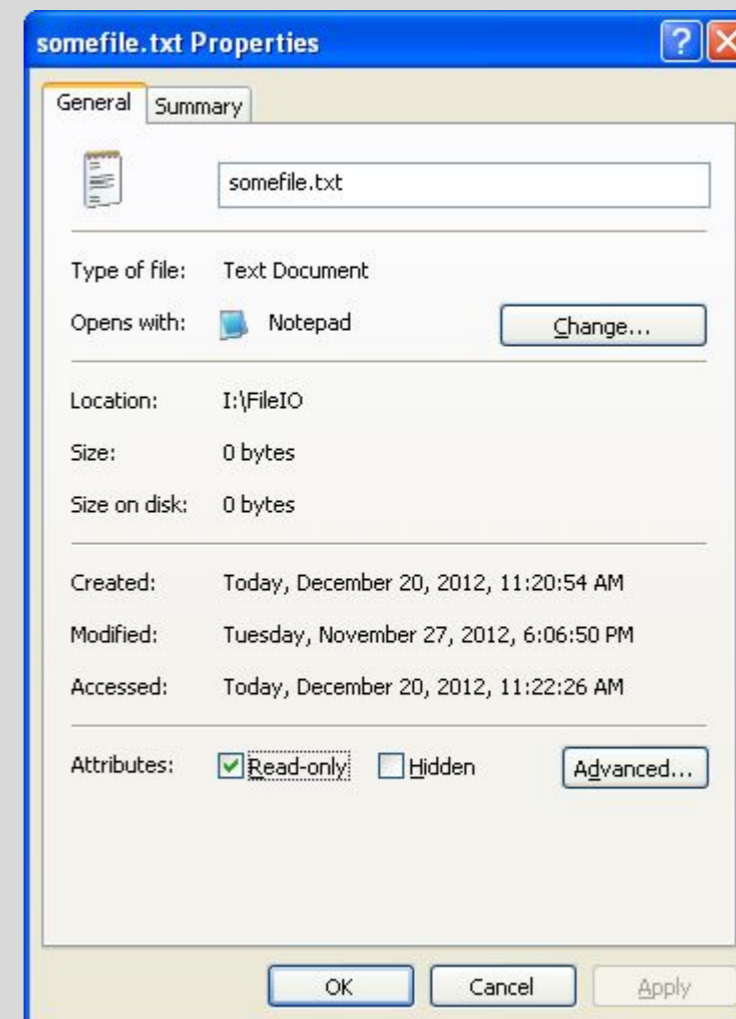 somefile.txt Properties
General Summary
somefile.txt
Type of file: Text Document
Opens with: Notepad Change...
Location: I:\FileIO
Size: 0 bytes
Size on disk: 0 bytes
Created: Today, December 20, 2012, 11:20:54 AM
Modified: Tuesday, November 27, 2012, 6:06:50 PM
Accessed: Today, December 20, 2012, 11:22:26 AM
Attributes: Read-only Hidden Advanced...
OK Cancel Apply